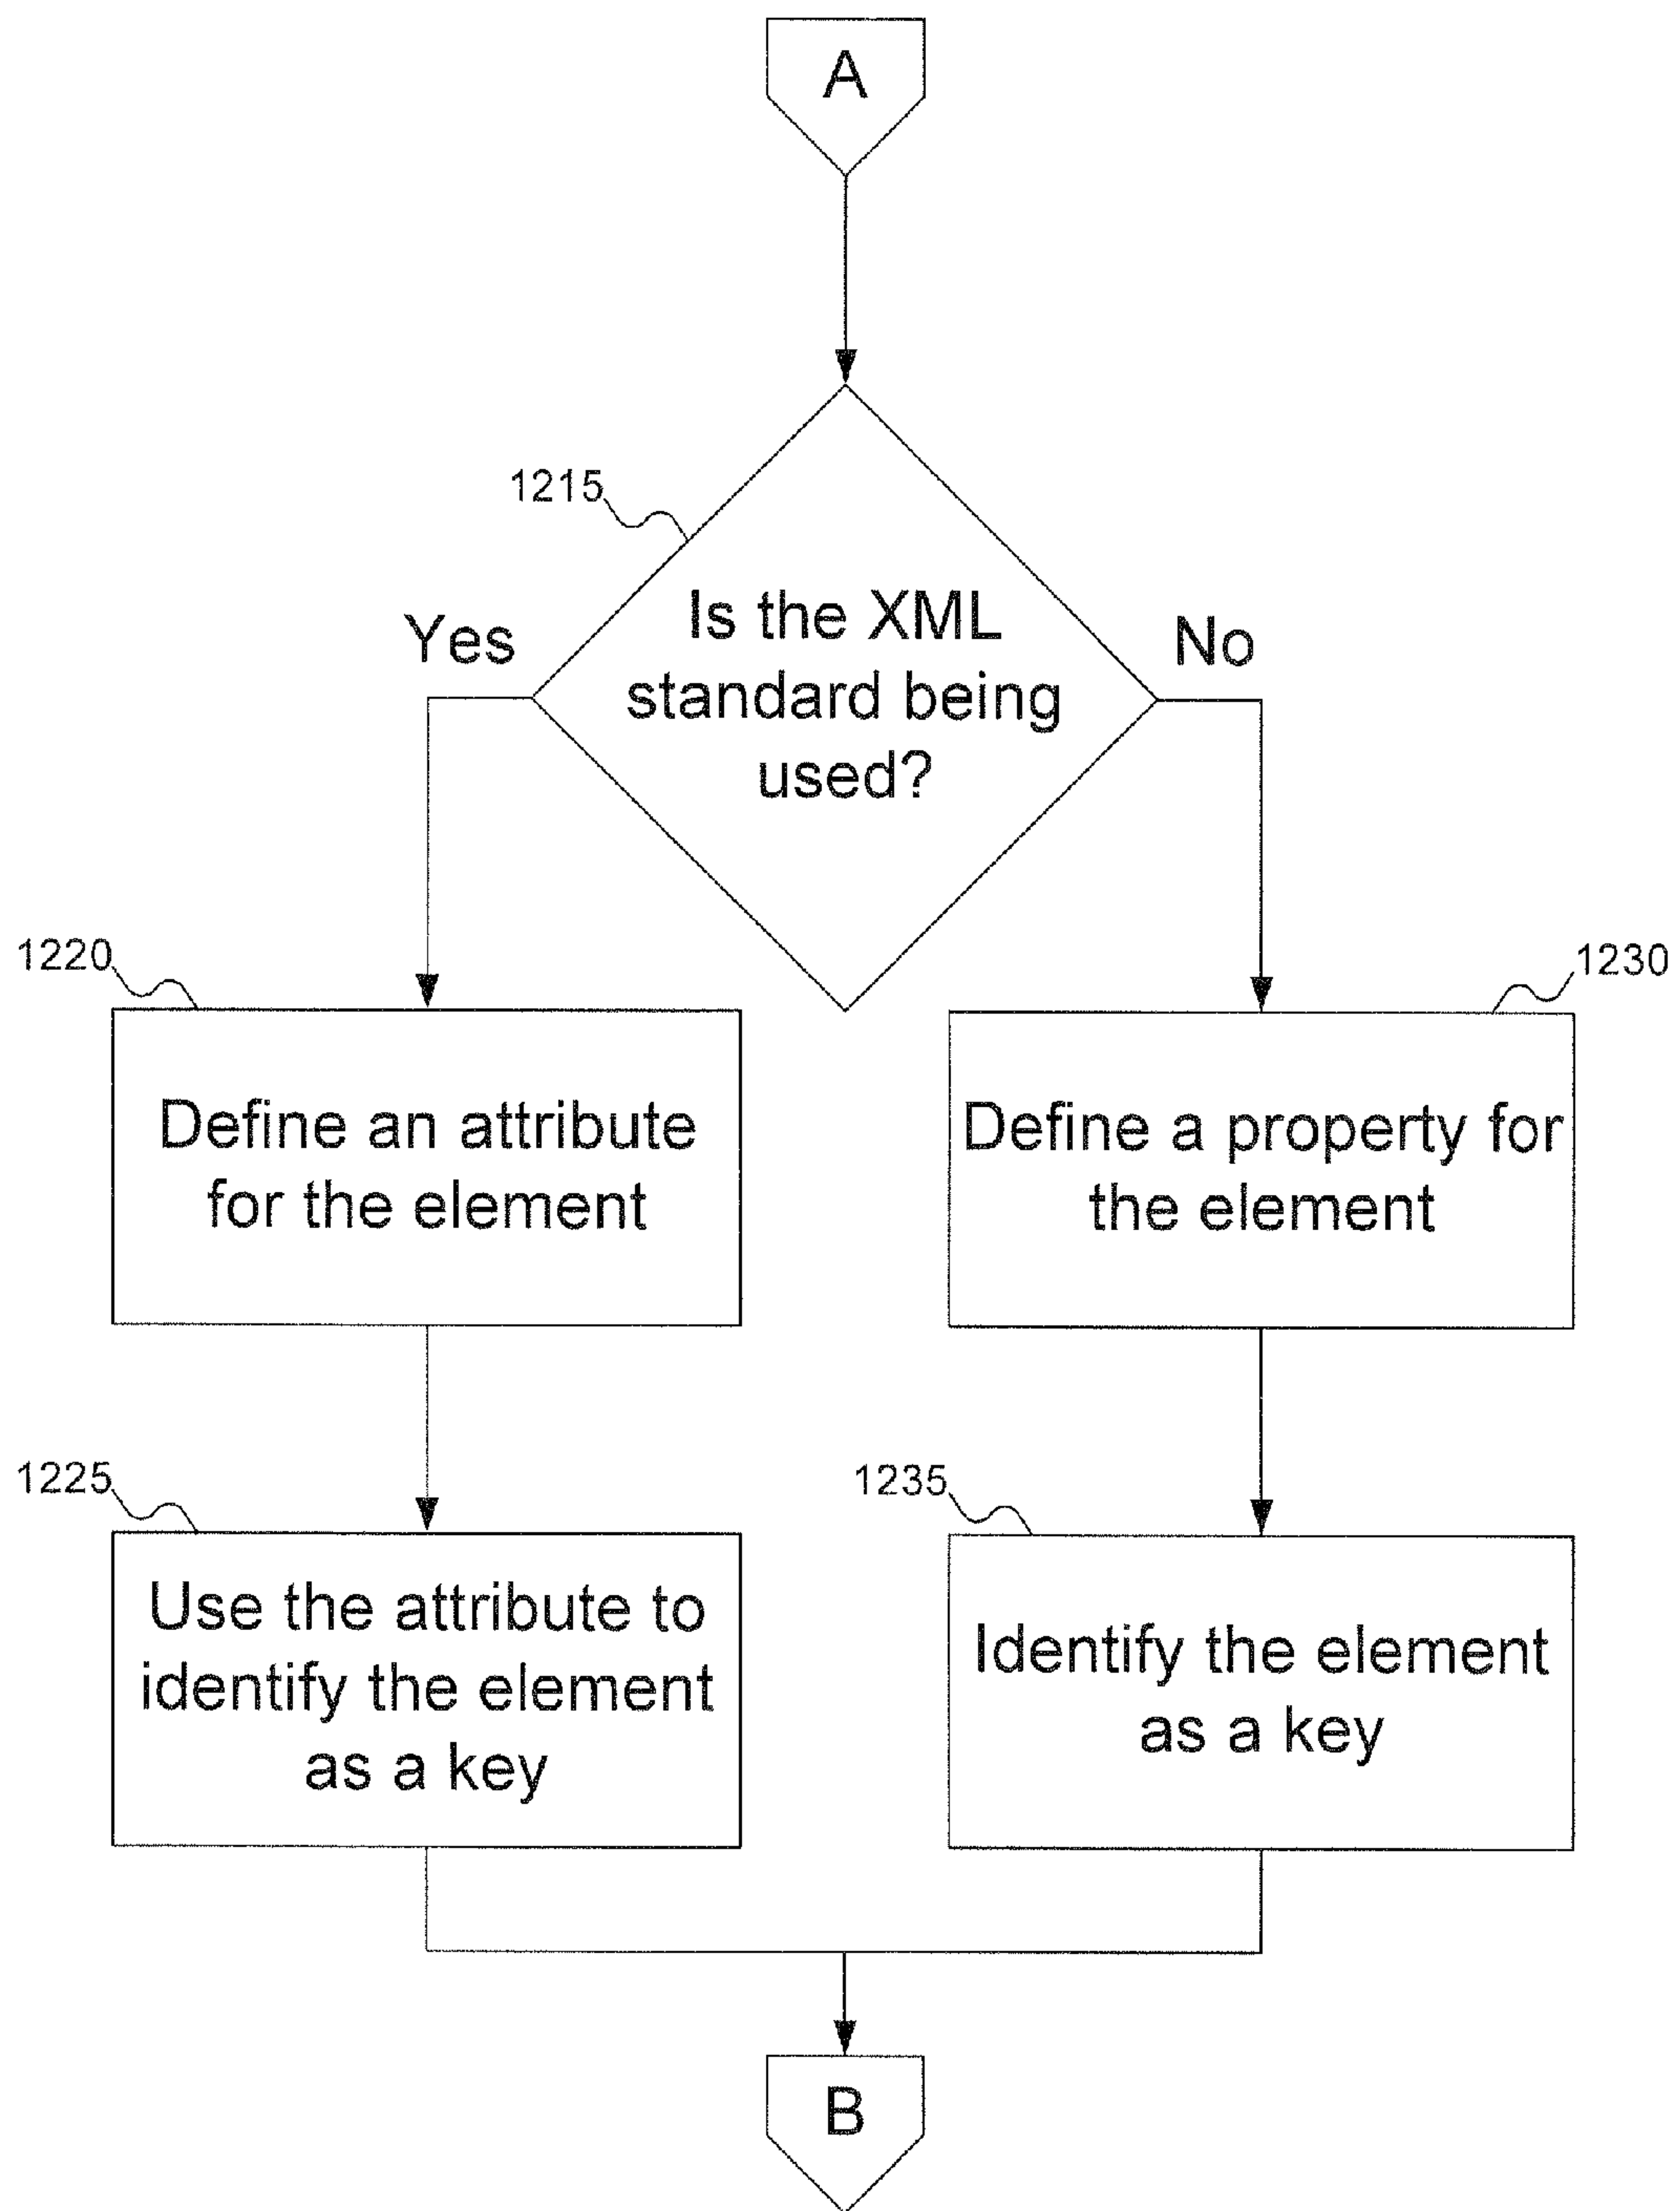 A
1215
Is the XML
standard being
used?
Yes
No
1220
Define an attribute
for the element
1230
Define a property for
the element
1225
Use the attribute to
identify the element
as a key
1235
Identify the element
as a key
B